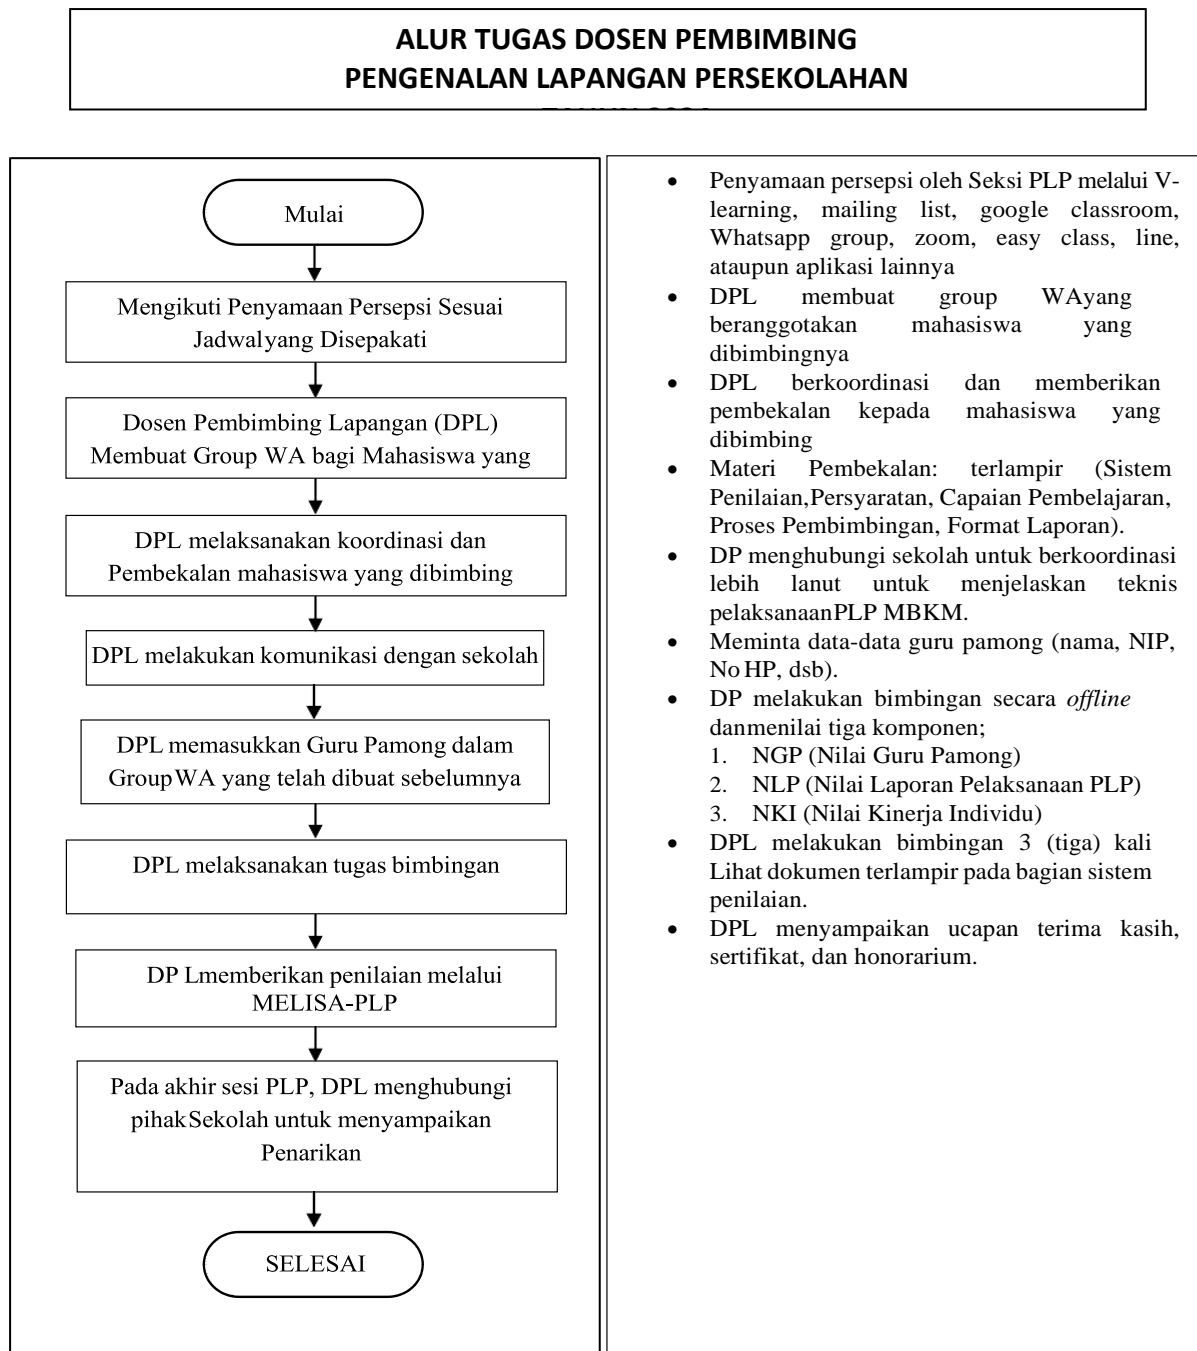 ALUR TUGAS DOSEN PEMBIMBING
PENGENALAN LAPANGAN PERSEKOLAHAN
Mulai
Mengikuti Penyamaan Persepsi Sesuai
Jadwalyang Disepakati
Dosen Pembimbing Lapangan (DPL)
Membuat Group WA bagi Mahasiswa yang
DPL melaksanakan koordinasi dan
Pembekalan mahasiswa yang dibimbing
DPL melakukan komunikasi dengan sekolah
DPL memasukkan Guru Pamong dalam
GroupWA yang telah dibuat sebelumnya
DPL melaksanakan tugas bimbingan
DP Lmemberikan penilaian melalui
MELISA-PLP
Pada akhir sesi PLP, DPL menghubungi
pihakSekolah untuk menyampaikan
Penarikan
SELESAI
• Penyamaan persepsi oleh Seksi PLP melalui V-
learning, mailing list, google classroom,
Whatsapp group, zoom, easy class, line,
ataupun aplikasi lainnya
• DPL membuat group WAyang
beranggotakan mahasiswa yang
dibimbingnya
• DPL berkoordinasi dan memberikan
pembekalan kepada mahasiswa yang
dibimbing
• Materi Pembekalan: terlampir (Sistem
Penilaian,Persyaratan, Capaian Pembelajaran,
Proses Pembimbingan, Format Laporan).
• DP menghubungi sekolah untuk berkoordinasi
lebih lanut untuk menjelaskan teknis
pelaksanaanPLP MBKM.
• Meminta data-data guru pamong (nama, NIP,
No HP, dsb).
• DP melakukan bimbingan secara offline
danmenilai tiga komponen;
1. NGP (Nilai Guru Pamong)
2. NLP (Nilai Laporan Pelaksanaan PLP)
3. NKI (Nilai Kinerja Individu)
• DPL melakukan bimbingan 3 (tiga) kali
Lihat dokumen terlampir pada bagian sistem
penilaian.
• DPL menyampaikan ucapan terima kasih,
sertifikat, dan honorarium.